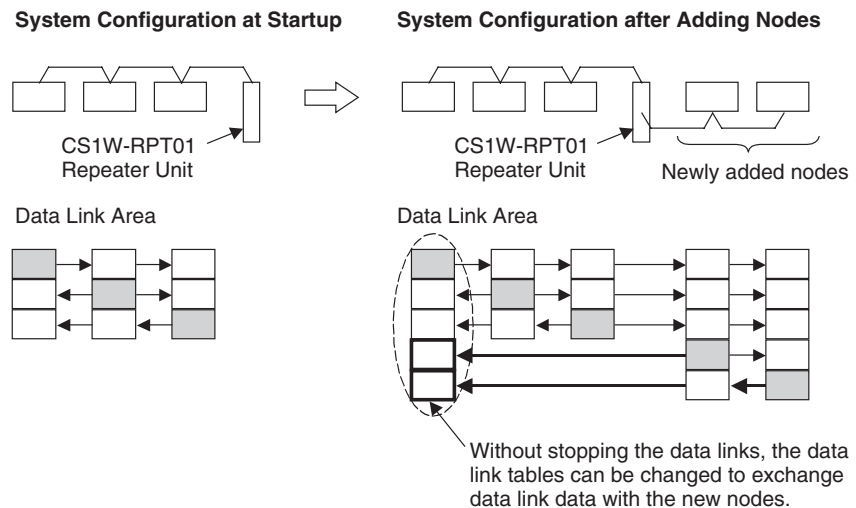 System Configuration at Startup
System Configuration after Adding Nodes
CS1W-RPT01
Repeater Unit
CS1W-RPT01
Repeater Unit
Newly added nodes
Data Link Area
Data Link Area
Without stopping the data links, the data
link tables can be changed to exchange
data link data with the new nodes.